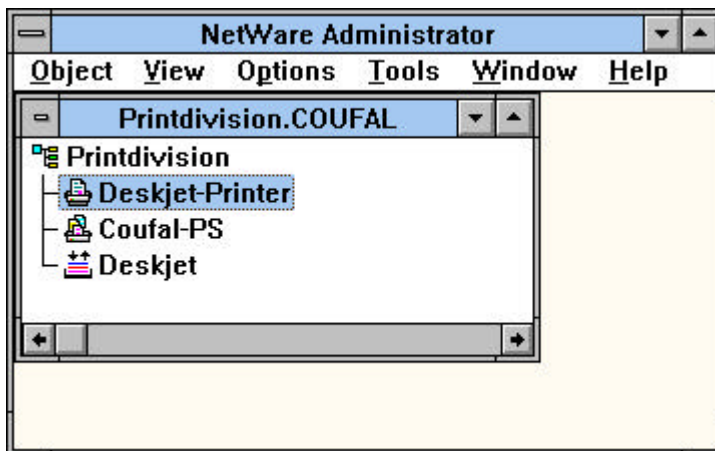 NetWare Administrator
Object View Options Tools Window Help
Printdivision.COUFAL
Printdivision
Deskjet-Printer
Coufal-PS
Deskjet